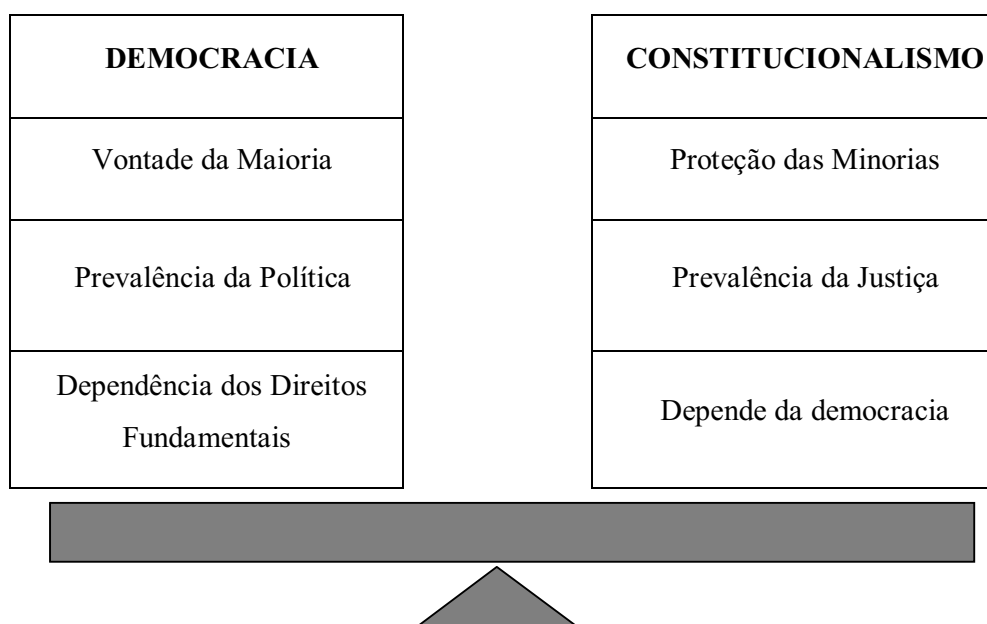 DEMOCRACIA
Vontade da Maioria
Prevalência da Política
Dependência dos Direitos
Fundamentais
CONSTITUCIONALISMO
Proteção das Minorias
Prevalência da Justiça
Depende da democracia